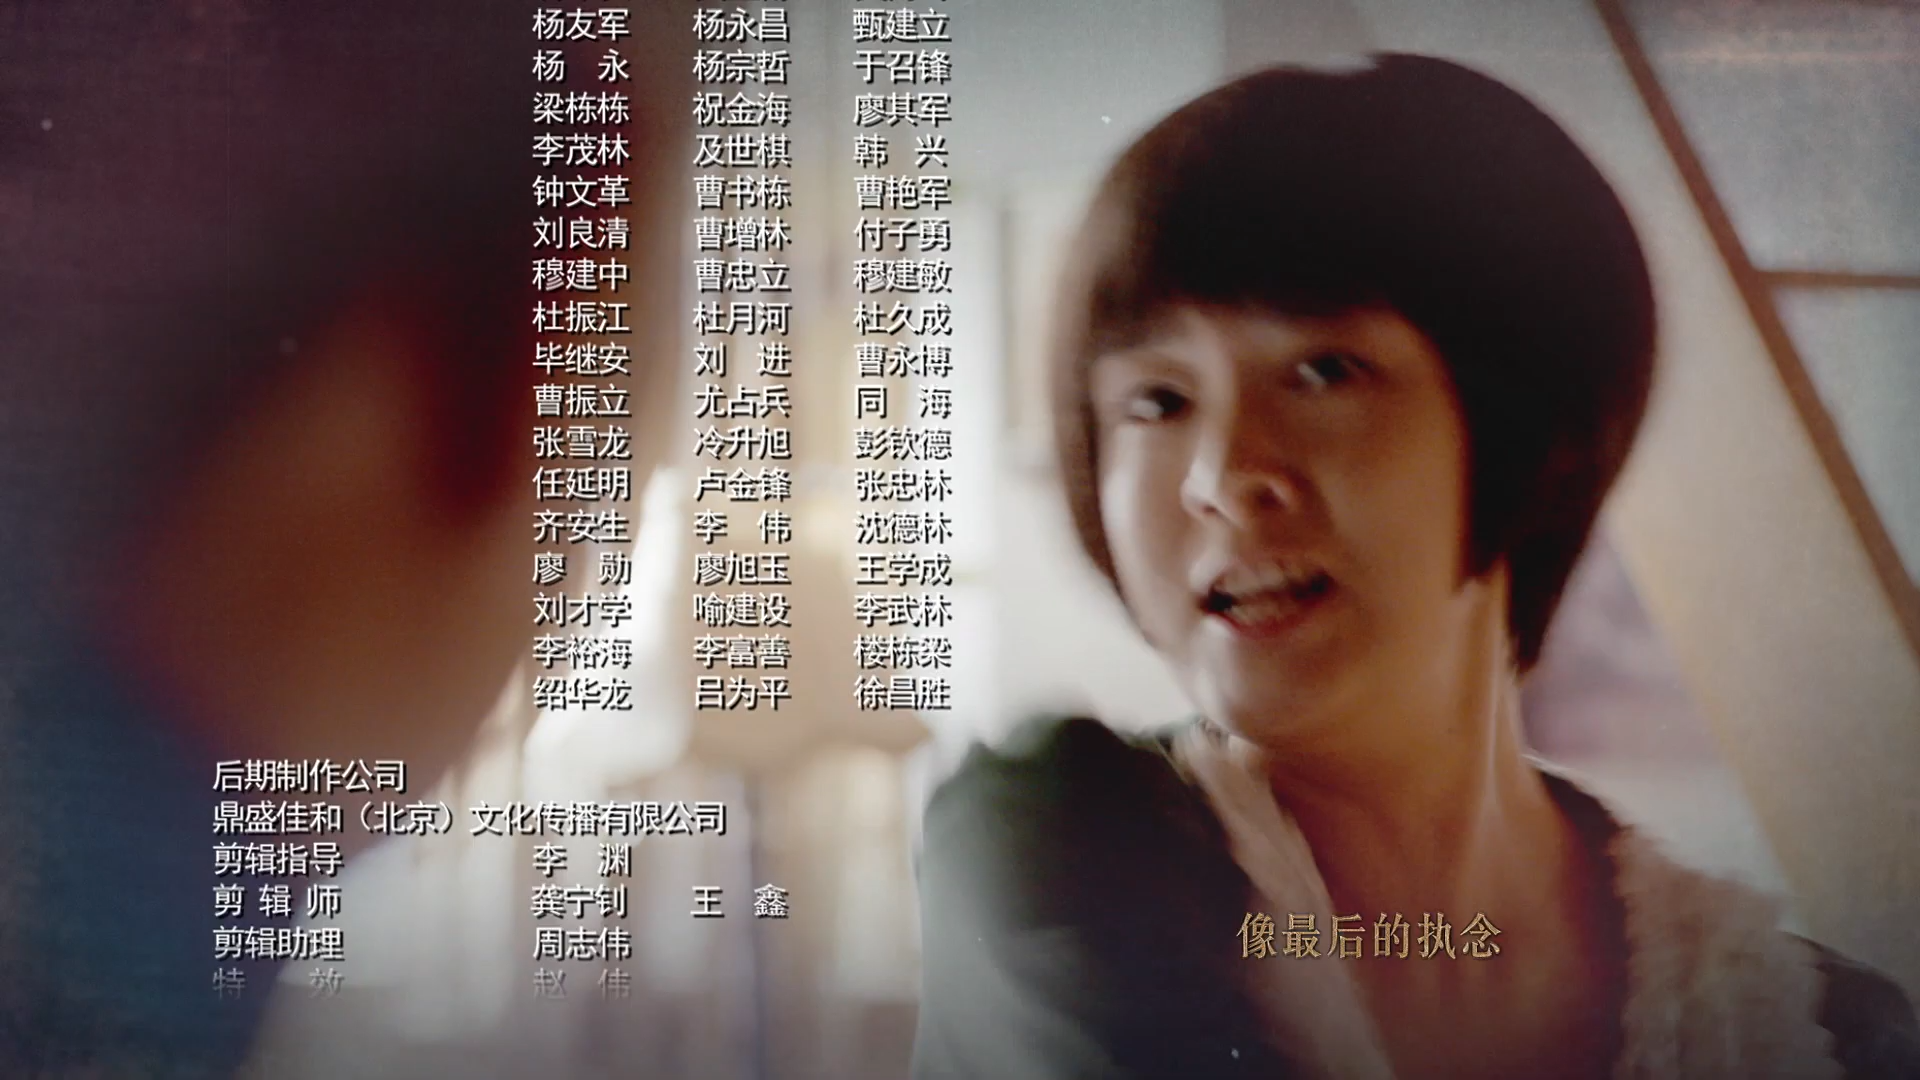 杨友军 杨永昌 甄建立
杨 永 杨宗哲 于召锋
梁栋栋 祝金海 廖其军
李茂林 及世棋 韩 兴
钟文革 曹书栋 曹艳军
刘良清 曹增林 付子勇
穆建中 曹忠立 穆建敏
杜振江 杜月河 杜久成
毕继安 刘 进 曹永博
曹振立 尤占兵 同 海
张雪龙 冷升旭 彭钦德
任延明 卢金锋 张忠林
齐安生 李 伟 沈德林
廖 勋 廖旭玉 王学成
刘才学 喻建设 李武林
李裕海 李富善 楼栋梁
绍华龙 吕为平 徐昌胜
后期制作公司
鼎盛佳和（北京）文化传播有限公司
剪辑指导 李 渊
剪 辑 师 龚宁钊 王 鑫
剪辑助理 周志伟
特 效 赵 伟
像最后的执念